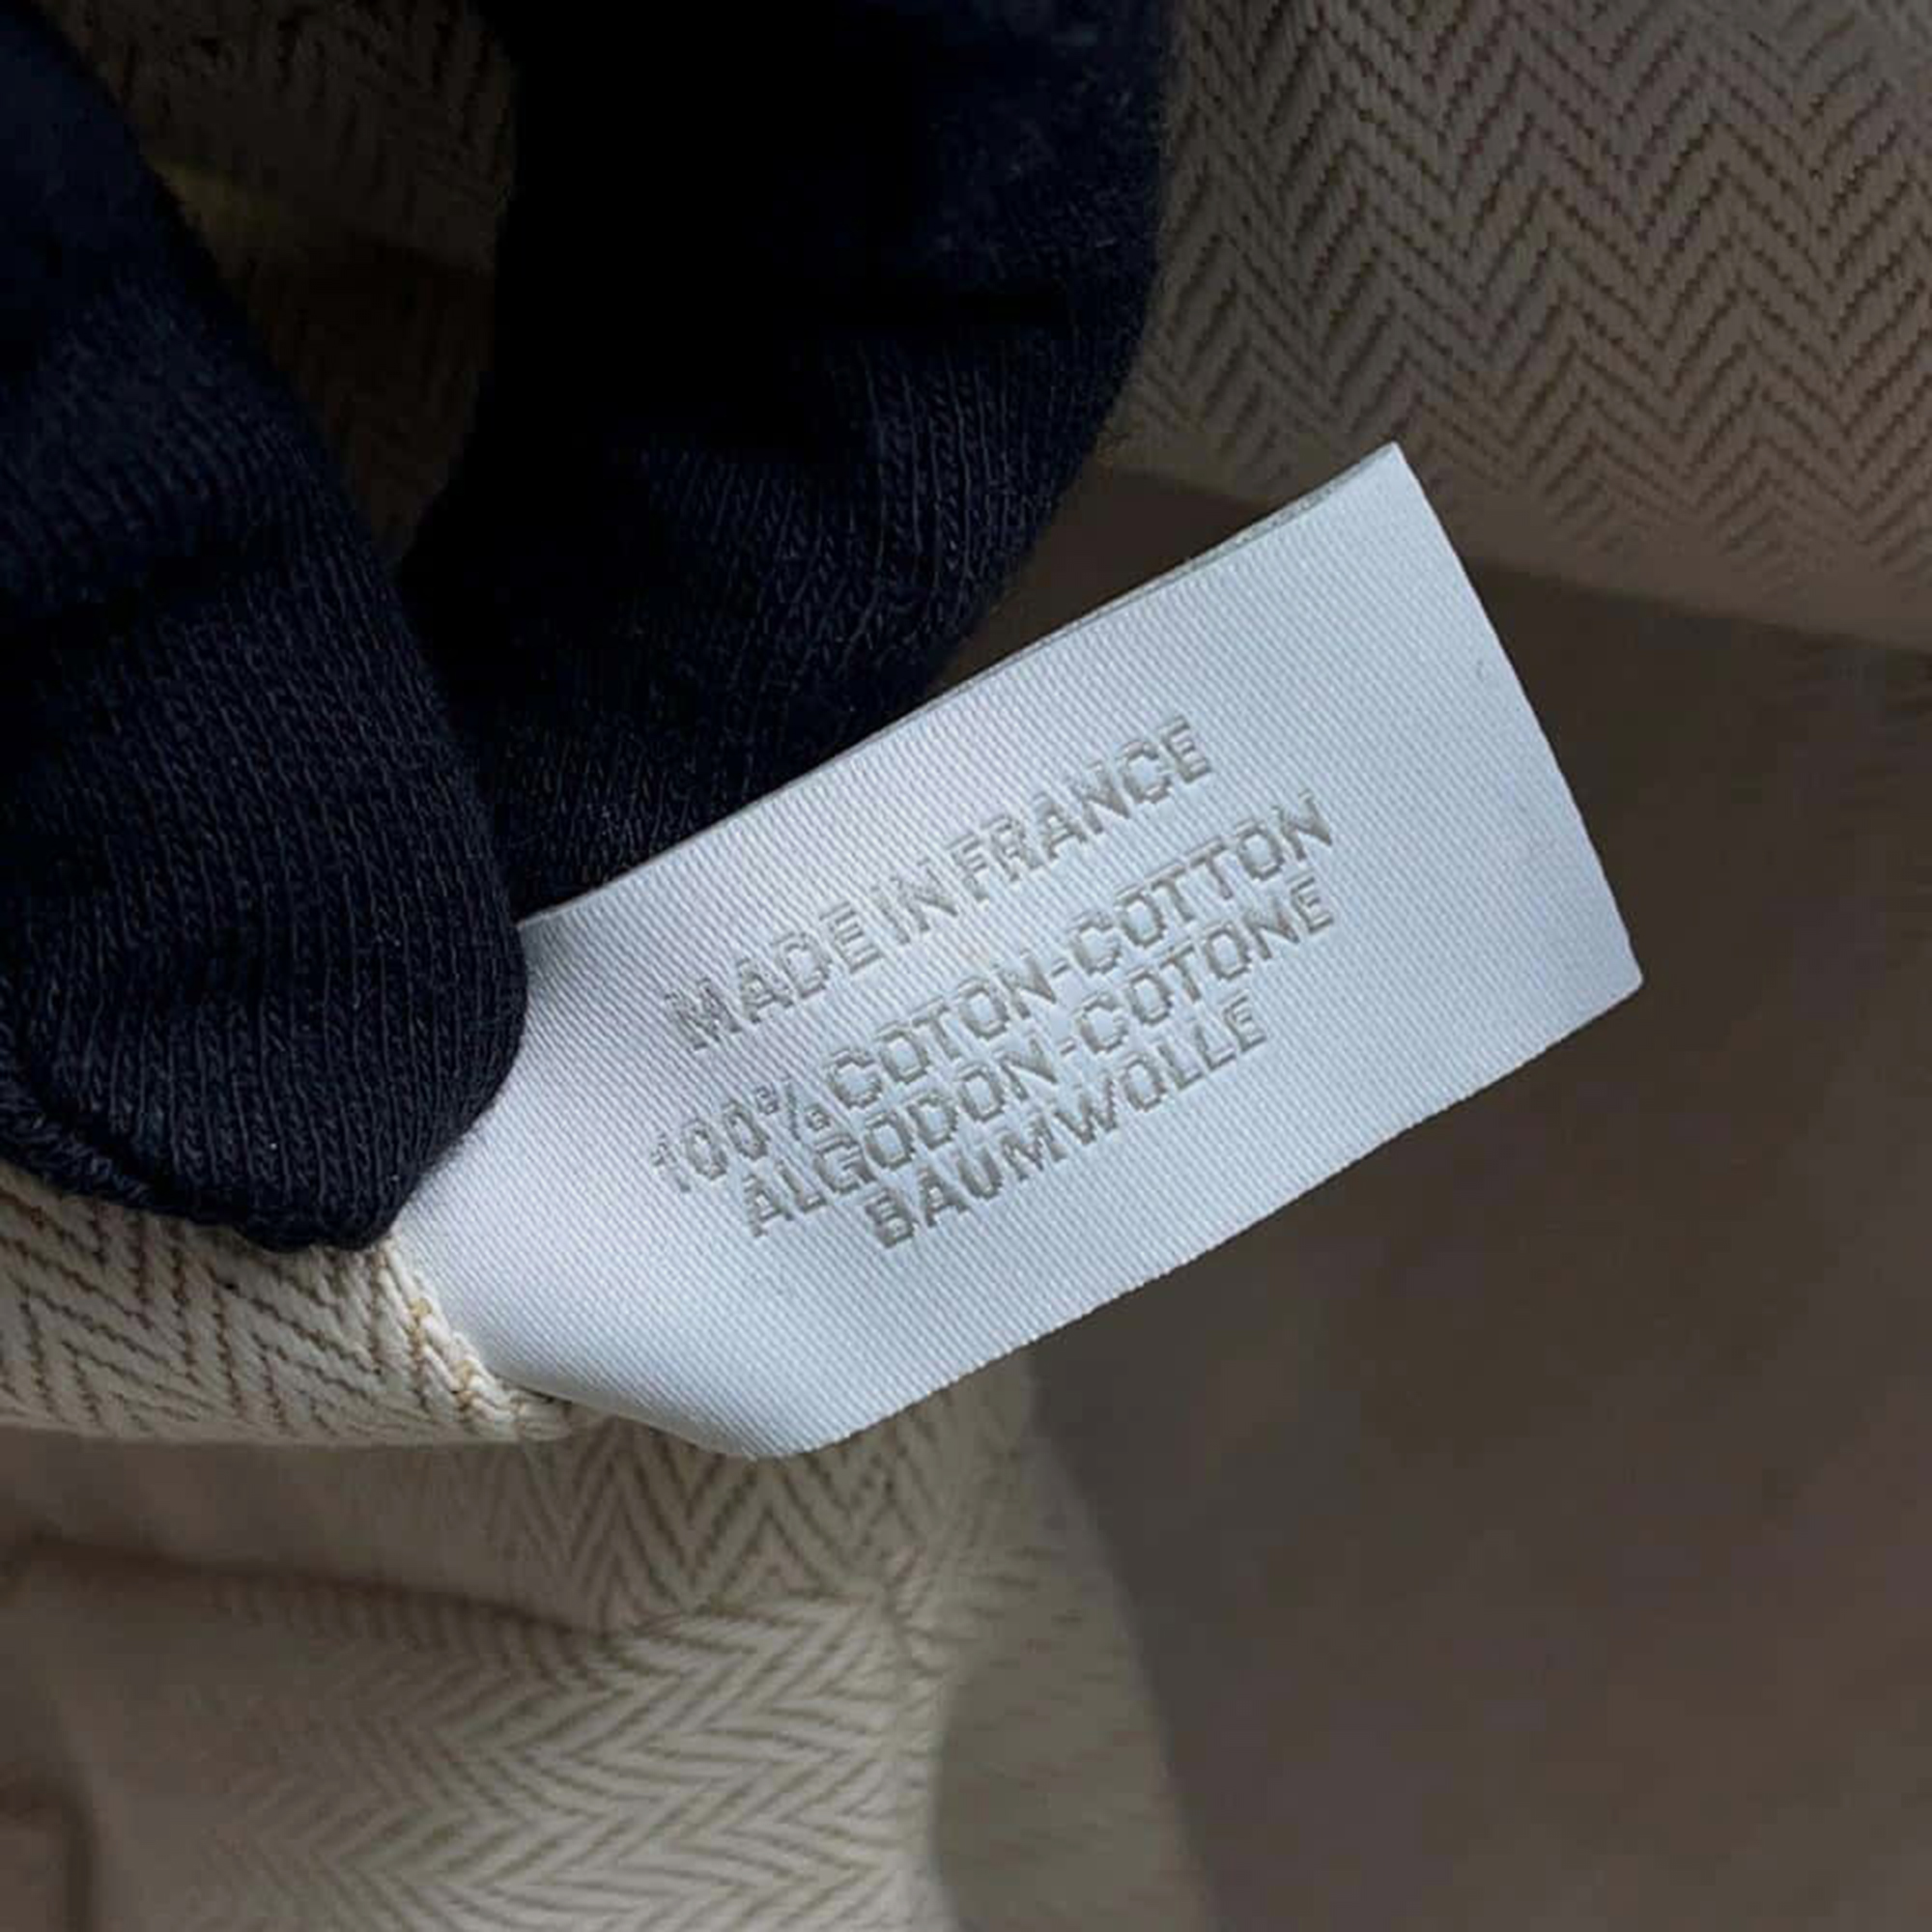 MADE IN FRANCE
100% COTON-COTTON
ALGODON-COTONE
BAUMWOLLE